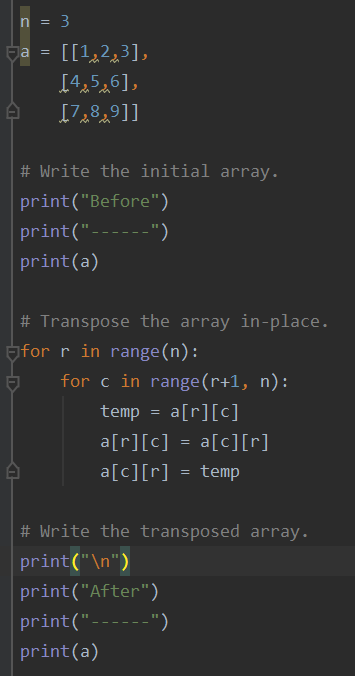 n = 3
a = [[1,2,3],
    [4,5,6],
    [7,8,9]]

# Write the initial array.
print("Before")
print("------")
print(a)

# Transpose the array in-place.
for r in range(n):
    for c in range(r+1, n):
        temp = a[r][c]
        a[r][c] = a[c][r]
        a[c][r] = temp

# Write the transposed array.
print("\n")
print("After")
print("------")
print(a)